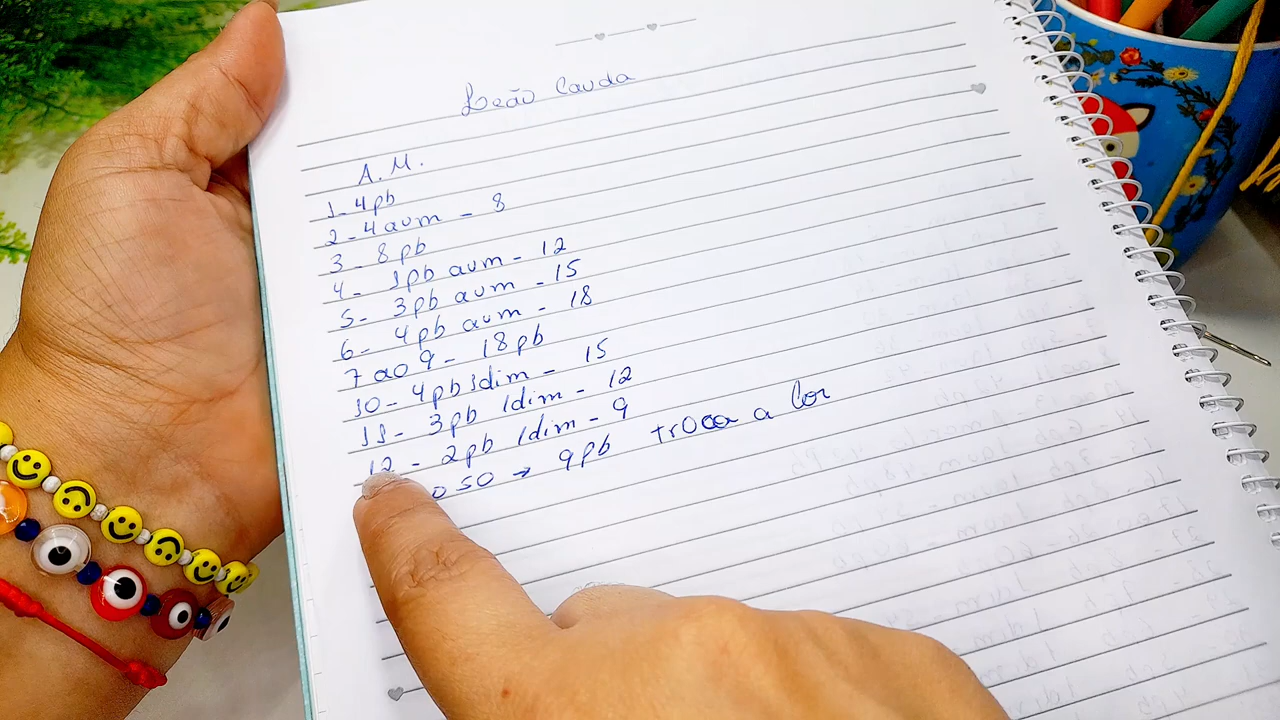 Leão Cauda
A.M.
1- 4pb
2- 4aum - 8
3- 8pb
4- 1pb aum - 12
5- 3pb aum - 15
6- 4pb aum - 18
7 ao 9 - 18pb
10- 4pb 1dim - 15
11- 3pb 1dim - 12
12 - 2pb 1dim - 9
o 50 → 9pb troca a Cor